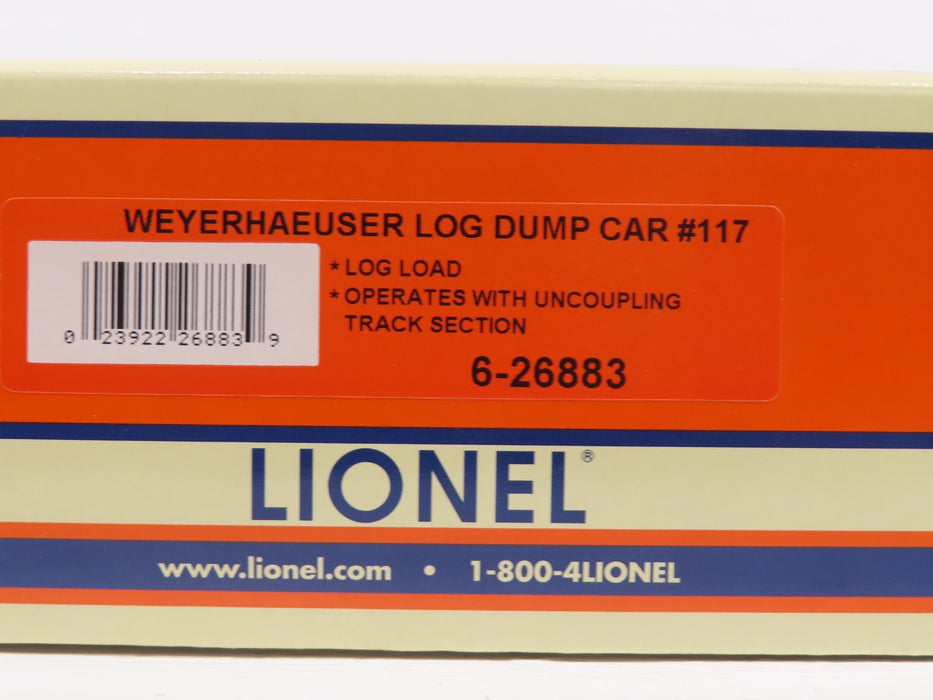 WEYERHAEUSER LOG DUMP CAR #117
* LOG LOAD
* OPERATES WITH UNCOUPLING
TRACK SECTION
0 23922 26883 9
6-26883
LIONEL®
www.lionel.com • 1-800-4LIONEL